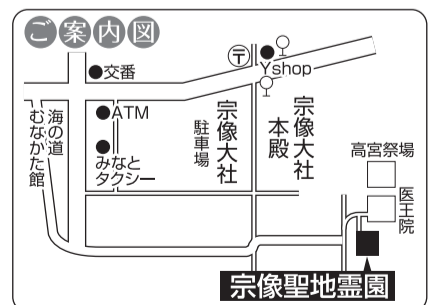 ご案内図
交番
〒
Yshop
ATM
みなと
タクシー
海の道
むなかた館
宗像大社
駐車場
宗像大社
本殿
高宮祭場
医王院
宗像聖地霊園